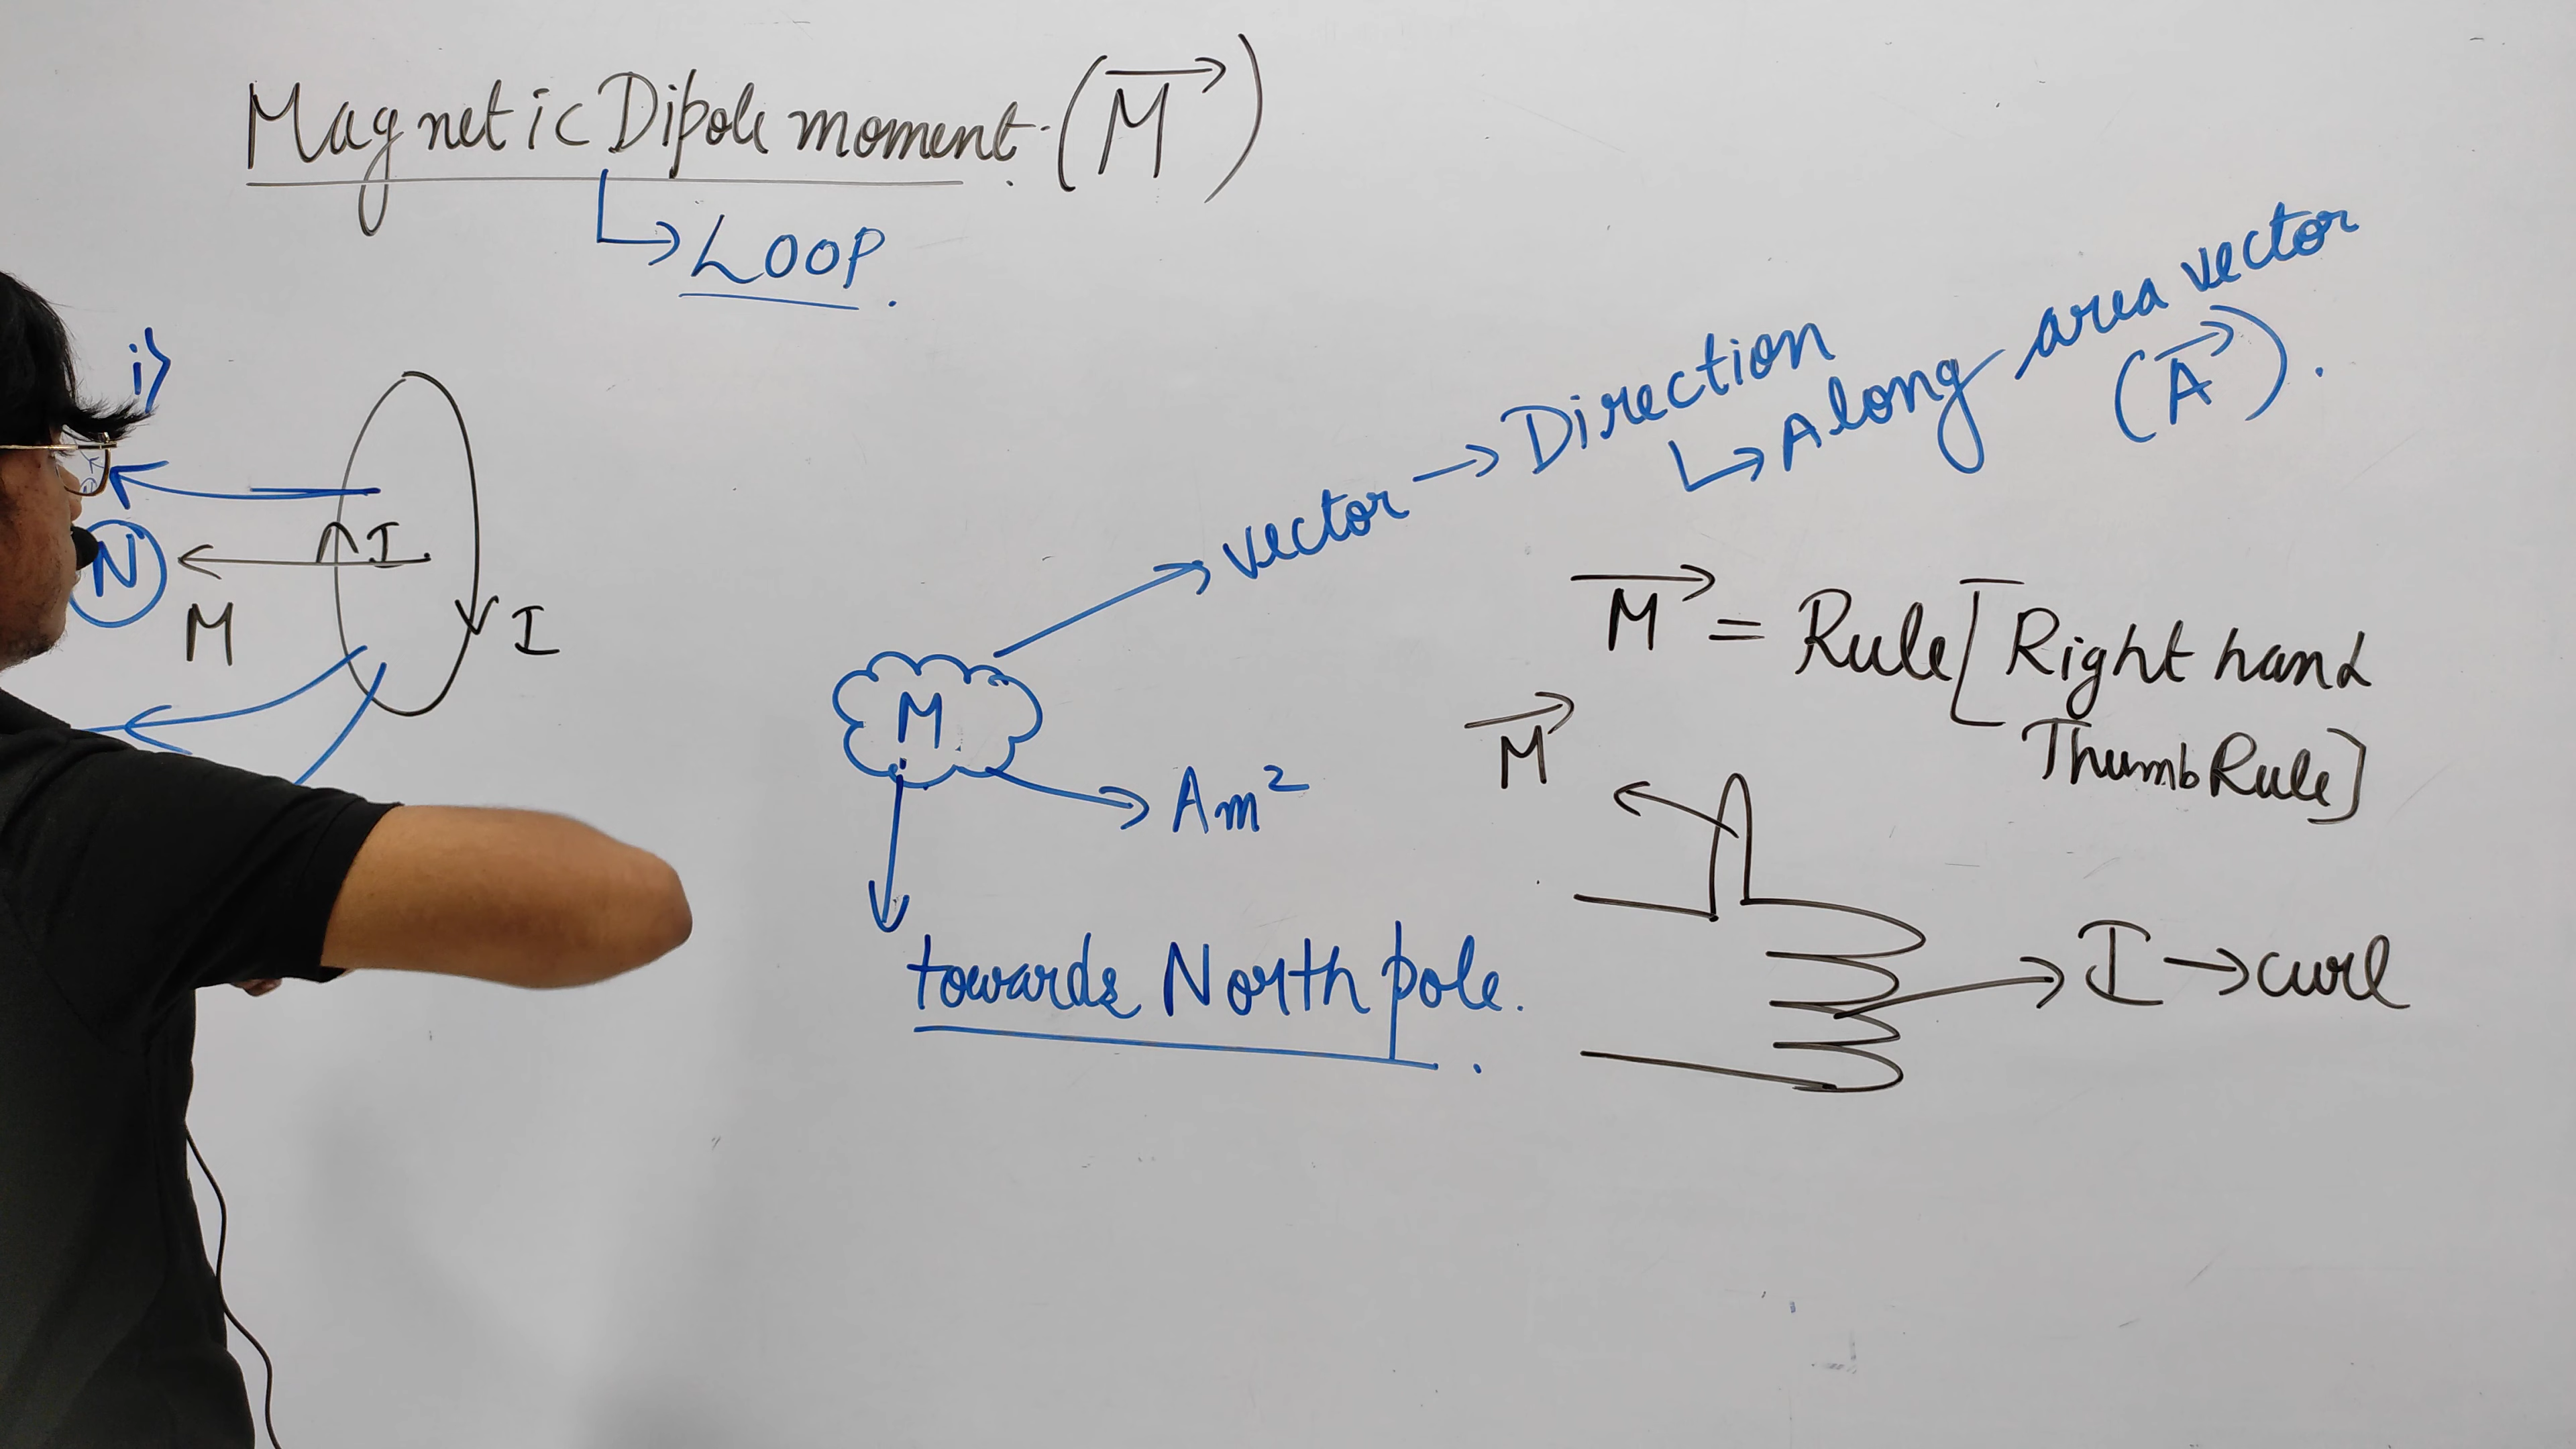 Magnetic Dipole moment. (M)
LOOP.
i)
N
M
I
I
M
vector → Direction
Along area vector
(A).
Am²
towards North pole.
M = Rule [Right hand
Thumb Rule]
M
I → curl